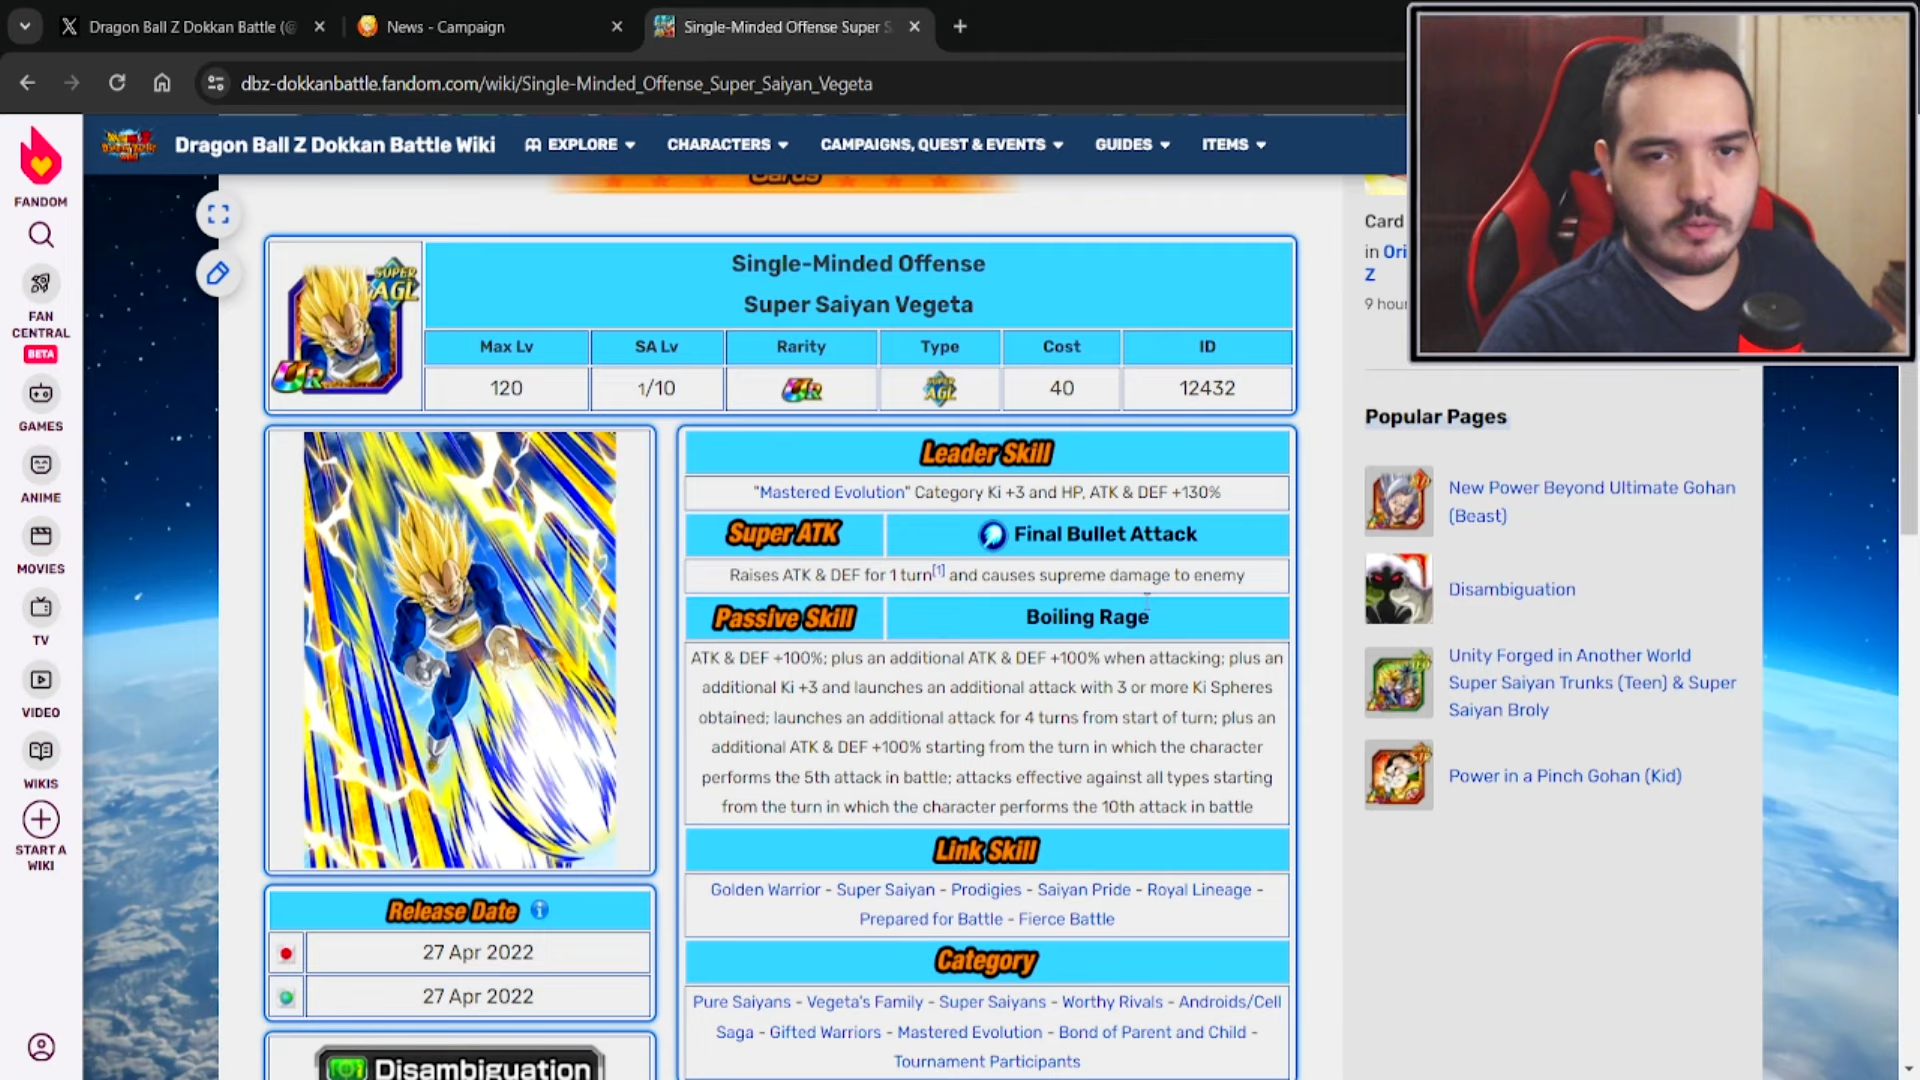 Dragon Ball Z Dokkan Battle (@
News - Campaign
Single-Minded Offense Super S
dbz-dokkanbattle.fandom.com/wiki/Single-Minded_Offense_Super_Saiyan_Vegeta
Dragon Ball Z Dokkan Battle Wiki
EXPLORE
CHARACTERS
CAMPAIGNS, QUEST & EVENTS
GUIDES
ITEMS
FANDOM
FAN
CENTRAL
BETA
GAMES
ANIME
MOVIES
TV
VIDEO
WIKIS
START A
WIKI
Cards
SUPER
AGL
UR
Single-Minded Offense
Super Saiyan Vegeta
Max Lv
SA Lv
Rarity
Type
Cost
ID
120
1/10
UR
SUPER
AGL
40
12432
Leader Skill
"Mastered Evolution" Category Ki +3 and HP, ATK & DEF +130%
Super ATK
Final Bullet Attack
Raises ATK & DEF for 1 turn[1] and causes supreme damage to enemy
Passive Skill
Boiling Rage
ATK & DEF +100%; plus an additional ATK & DEF +100% when attacking; plus an
additional Ki +3 and launches an additional attack with 3 or more Ki Spheres
obtained; launches an additional attack for 4 turns from start of turn; plus an
additional ATK & DEF +100% starting from the turn in which the character
performs the 5th attack in battle; attacks effective against all types starting
from the turn in which the character performs the 10th attack in battle
Link Skill
Golden Warrior - Super Saiyan - Prodigies - Saiyan Pride - Royal Lineage -
Prepared for Battle - Fierce Battle
Category
Pure Saiyans - Vegeta's Family - Super Saiyans - Worthy Rivals - Androids/Cell
Saga - Gifted Warriors - Mastered Evolution - Bond of Parent and Child -
Tournament Participants
Release Date
27 Apr 2022
27 Apr 2022
Disambiguation
Card
in Ori
Z
9 hour
Popular Pages
New Power Beyond Ultimate Gohan
(Beast)
Disambiguation
Unity Forged in Another World
Super Saiyan Trunks (Teen) & Super
Saiyan Broly
Power in a Pinch Gohan (Kid)